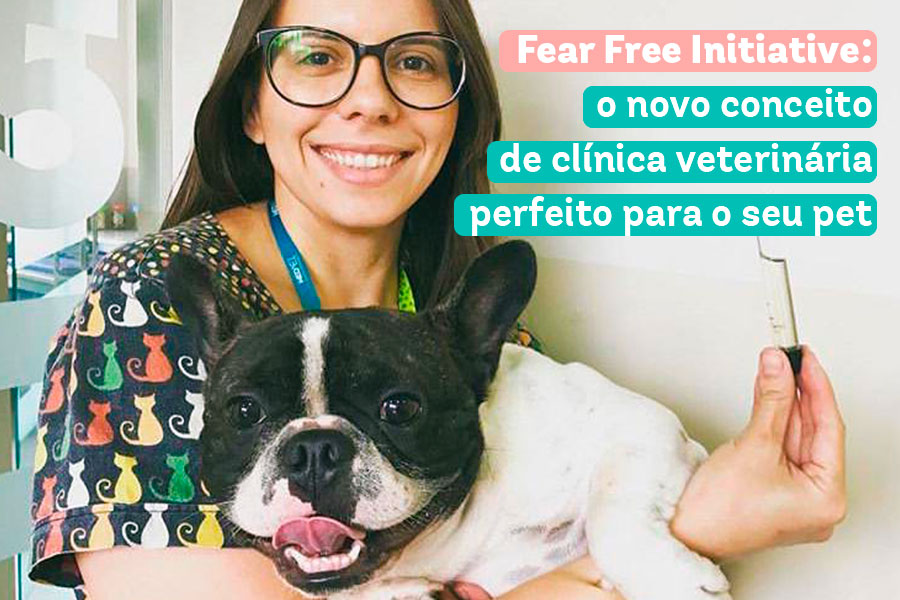 Fear Free Initiative:
o novo conceito
de clínica veterinária
perfeito para o seu pet